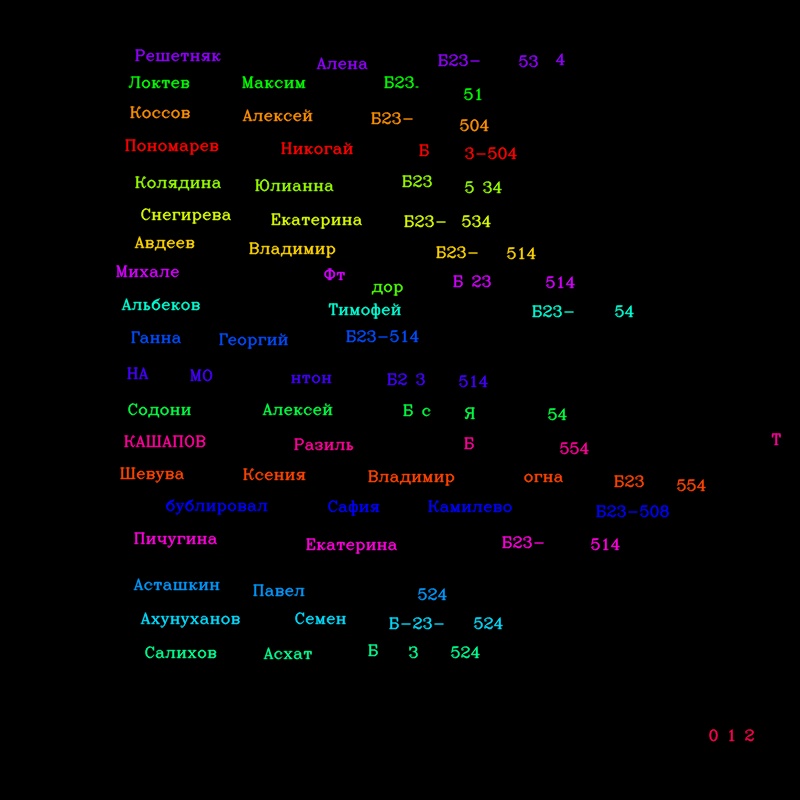 Решетняк Алена Б23- 53 4
Локтев Максим Б23. 51
Коссов Алексей Б23- 504
Пономарев Никогай Б 3-504
Колядина Юлианна Б23 5 34
Снегирева Екатерина Б23- 534
Авдеев Владимир Б23- 514
Михале Фт дор Б 23 514
Альбеков Тимофей Б23- 54
Ганна Георгий Б23-514
НА МО нтон Б2 3 514
Содони Алексей Б с Я 54
КАШАПОВ Разиль Б 554 Т
Шевува Ксения Владимир огна Б23 554
бублировал Сафия Камилево Б23-508
Пичугина Екатерина Б23- 514
Асташкин Павел 524
Ахунуханов Семен Б-23- 524
Салихов Асхат Б 3 524
0 1 2